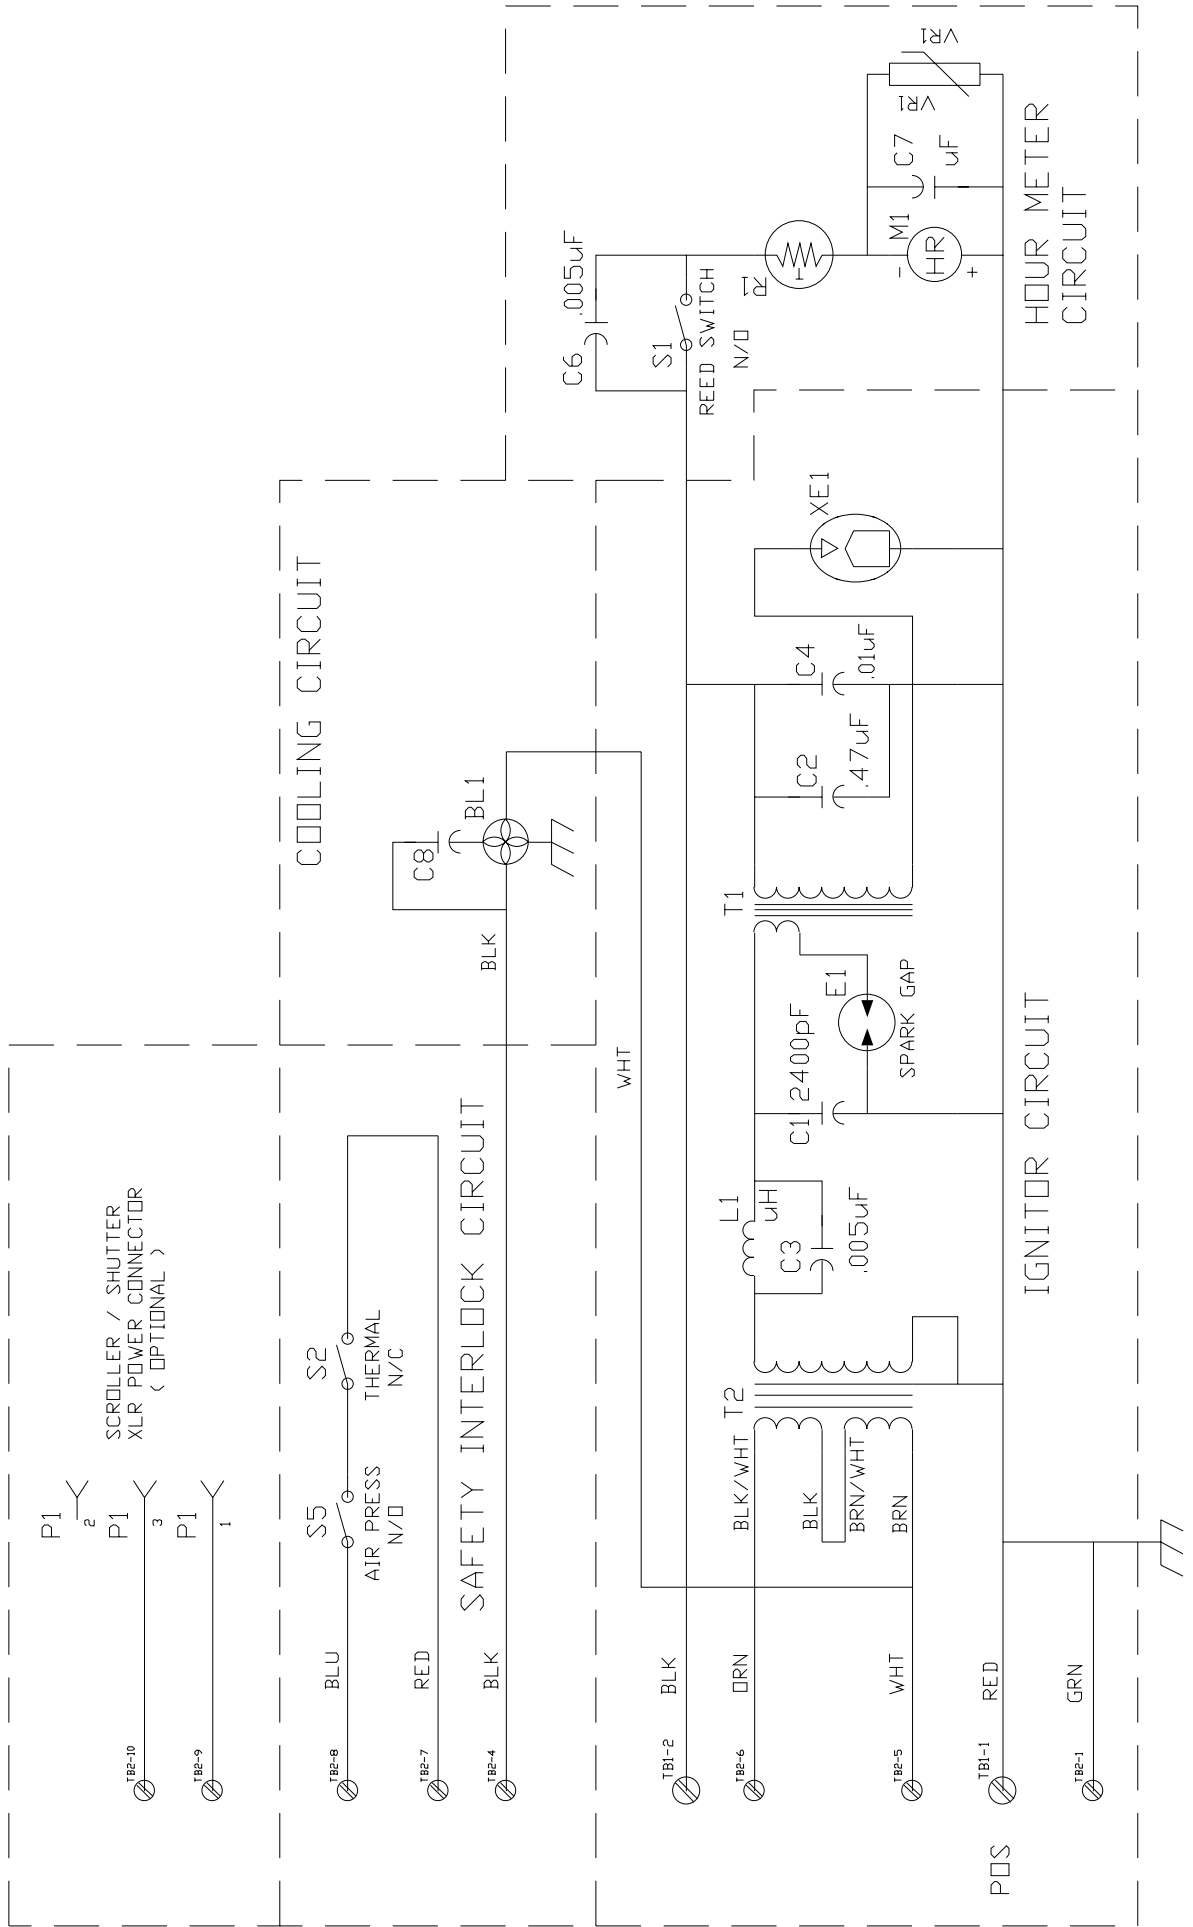 P1
2
P1
3
P1
1
SCROLLER / SHUTTER
XLR POWER CONNECTOR
( OPTIONAL )
TB2-10
TB2-9
COOLING CIRCUIT
C8
BL1
BLK
WHT
TB2-8
BLU
S5
AIR PRESS
N/O
S2
THERMAL
N/C
TB2-7
RED
SAFETY INTERLOCK CIRCUIT
TB2-4
BLK
C6
.005uF
S1
REED SWITCH
N/O
R1
T
M1
-
HR
+
C7
uF
VR1
VR1
HOUR METER
CIRCUIT
TB1-2
BLK
TB2-6
ORN
BLK/WHT
BLK
BRN/WHT
BRN
T2
L1
uH
C3
.005uF
C1
2400pF
E1
SPARK GAP
T1
C2
.47uF
C4
.01uF
XE1
TB2-5
WHT
IGNITOR CIRCUIT
POS
TB1-1
RED
TB2-1
GRN